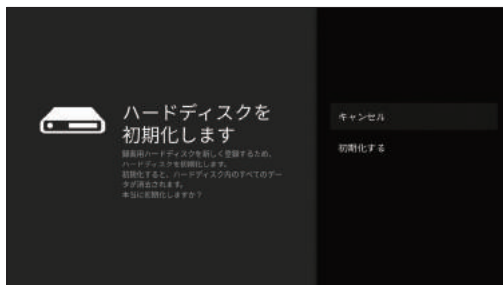 ハードディスクを
初期化します
録画用ハードディスクを新しく登録するため、
ハードディスクを初期化します。
初期化すると、ハードディスク内のすべてのデー
タが消去されます。
本当に初期化しますか？
キャンセル
初期化する